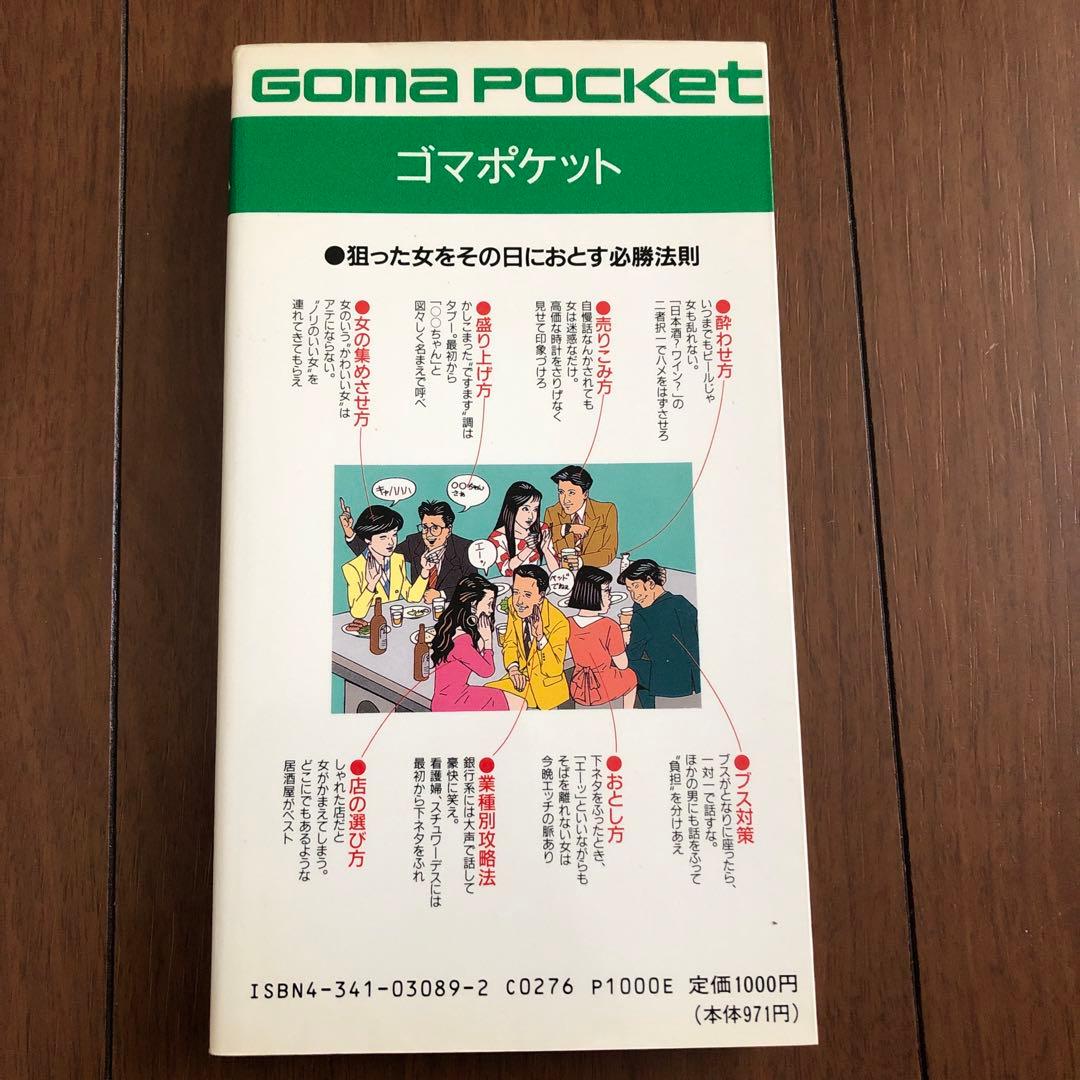 GOMA POCKET
ゴマポケット
●狙った女をその日におとす必勝法則
●酔わせ方
いつまでもビールじゃ
女も乱れない。
「日本酒?ワイン?」の
二者択一でハメをはずさせろ
●売りこみ方
自慢話なんかされても
女は迷惑なだけ。
高価な時計をさりげなく
見せて印象づけろ
●盛り上げ方
かしこまった"ですます"調は
タブー。最初から
「○○ちゃん」と
図々しく名まえで呼べ
●女の集めさせ方
女のいう"かわいい女"は
アテにならない。
"ノリのいい女"を
連れてきてもらえ
キャハハハ
○○ちゃん
さぁ
エーッ
ベッド
でねぇ
●ブス対策
ブスがとなりに座ったら、
一対一で話すな。
ほかの男にも話をふって
"負担"を分けあえ
●おとし方
下ネタをふったとき、
「エーッ」といいながらも
そばを離れない女は
今晩エッチの脈あり
●業種別攻略法
銀行系には大声で話して
豪快に笑え。
看護婦、スチュワーデスには
最初から下ネタをふれ
●店の選び方
しゃれた店だと
女がかまえてしまう。
どこにでもあるような
居酒屋がベスト
ISBN4-341-03089-2 C0276 P1000E 定価1000円
(本体971円)